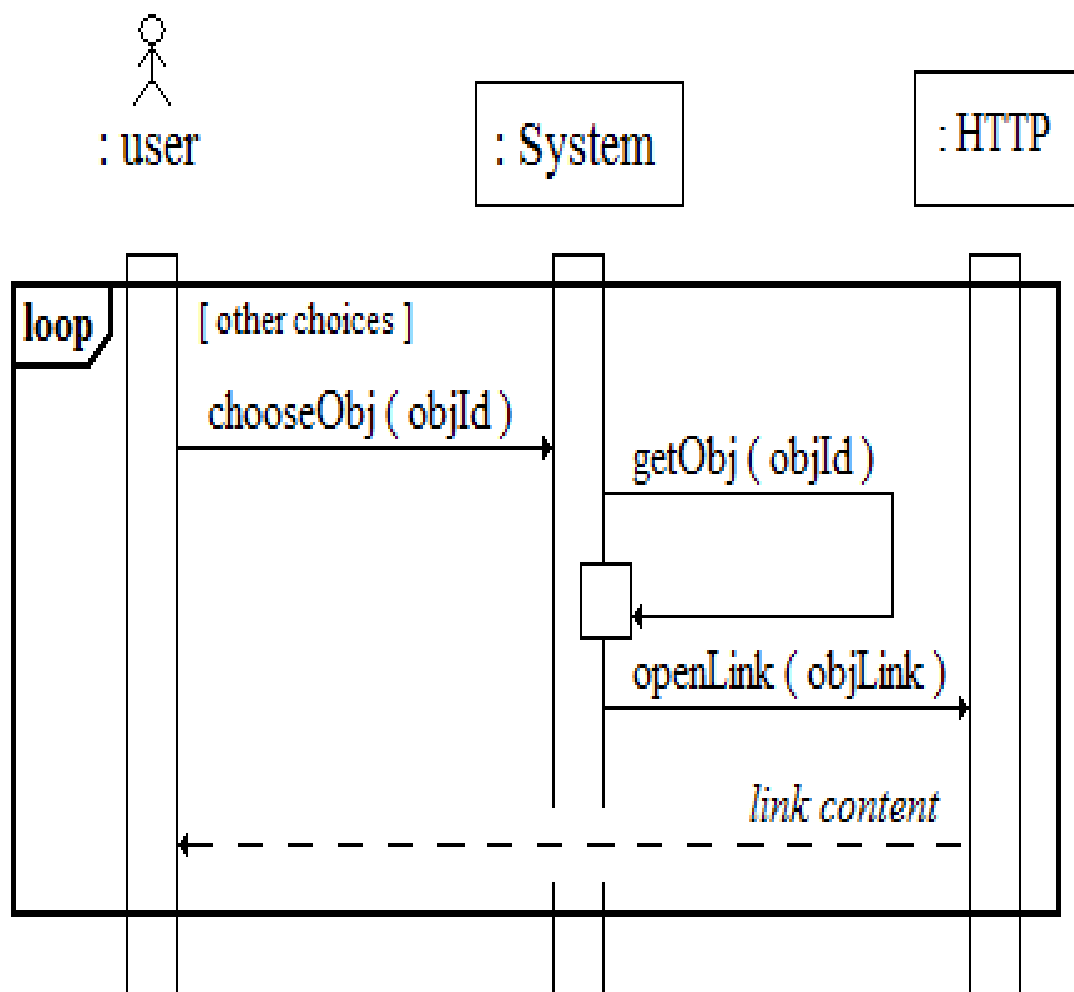 : user
: System
: HTTP
loop
[ other choices ]
chooseObj ( objId )
getObj ( objId )
openLink ( objLink )
link content